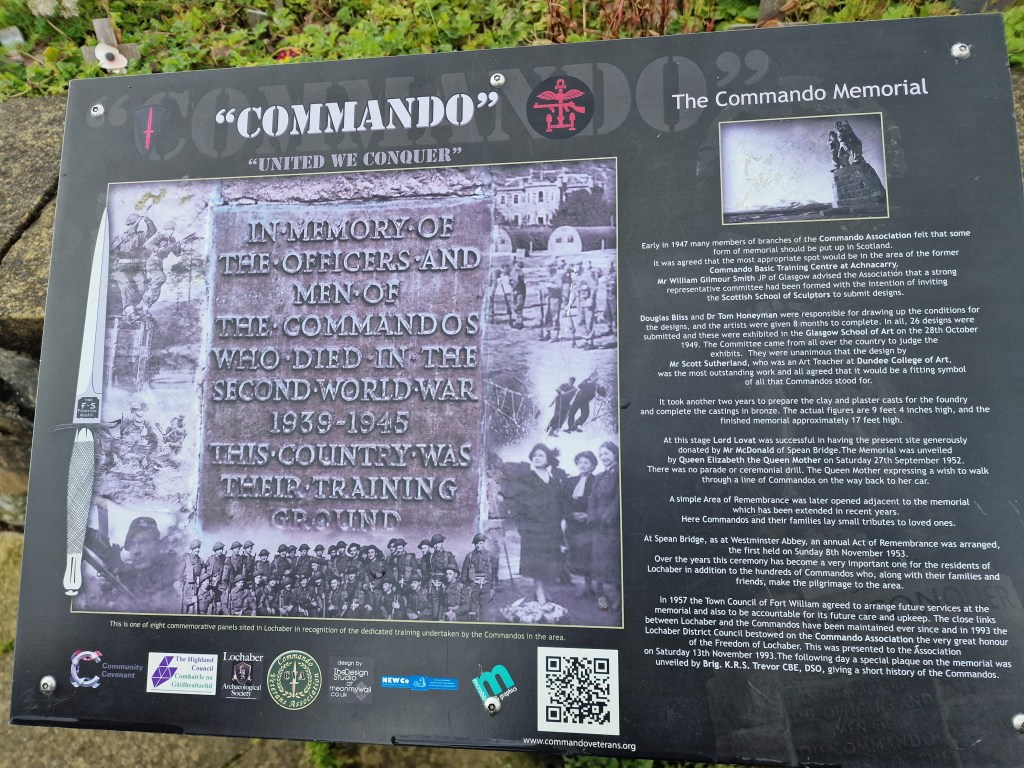 "COMMANDO"
"UNITED WE CONQUER"
IN·MEMORY·OF
THE·OFFICERS·AND
MEN·OF
THE·COMMANDOS
WHO·DIED·IN·THE
SECOND·WORLD·WAR
1939-1945
THIS·COUNTRY·WAS
THEIR·TRAINING
GROUND
THE
F-S
FIGHTING
KNIFE
This is one of eight commemorative panels sited in Lochaber in recognition of the dedicated training undertaken by the Commandos in the area.
Community
Covenant
The Highland
Council
Comhairle na
Gàidhealtachd
Lochaber
Archaeological
Society
Commando
Veterans Association
CVA
design by
TheDesign
Studio
meanmywall
co.uk
NEWCo
graphics
www.commandoveterans.org
The Commando Memorial
Early in 1947 many members of branches of the Commando Association felt that some
form of memorial should be put up in Scotland.
It was agreed that the most appropriate spot would be in the area of the former
Commando Basic Training Centre at Achnacarry.
Mr William Gilmour Smith JP of Glasgow advised the Association that a strong
representative committee had been formed with the intention of inviting
the Scottish School of Sculptors to submit designs.
Douglas Bliss and Dr Tom Honeyman were responsible for drawing up the conditions for
the designs, and the artists were given 8 months to complete. In all, 26 designs were
submitted and these were exhibited in the Glasgow School of Art on the 28th October
1949. The Committee came from all over the country to judge the
exhibits. They were unanimous that the design by
Mr Scott Sutherland, who was an Art Teacher at Dundee College of Art,
was the most outstanding work and all agreed that it would be a fitting symbol
of all that Commandos stood for.
It took another two years to prepare the clay and plaster casts for the foundry
and complete the castings in bronze. The actual figures are 9 feet 4 inches high, and the
finished memorial approximately 17 feet high.
At this stage Lord Lovat was successful in having the present site generously
donated by Mr McDonald of Spean Bridge.The Memorial was unveiled
by Queen Elizabeth the Queen Mother on Saturday 27th September 1952.
There was no parade or ceremonial drill. The Queen Mother expressing a wish to walk
through a line of Commandos on the way back to her car.
A simple Area of Remembrance was later opened adjacent to the memorial
which has been extended in recent years.
Here Commandos and their families lay small tributes to loved ones.
At Spean Bridge, as at Westminster Abbey, an annual Act of Remembrance was arranged,
the first held on Sunday 8th November 1953.
Over the years this ceremony has become a very important one for the residents of
Lochaber in addition to the hundreds of Commandos who, along with their families and
friends, make the pilgrimage to the area.
In 1957 the Town Council of Fort William agreed to arrange future services at the
memorial and also to be accountable for its future care and upkeep. The close links
between Lochaber and the Commandos have been maintained ever since and in 1993 the
Lochaber District Council bestowed on the Commando Association the very great honour
of the Freedom of Lochaber. This was presented to the Association
on Saturday 13th November 1993. The following day a special plaque on the memorial was
unveiled by Brig. K.R.S. Trevor CBE, DSO, giving a short history of the Commandos.